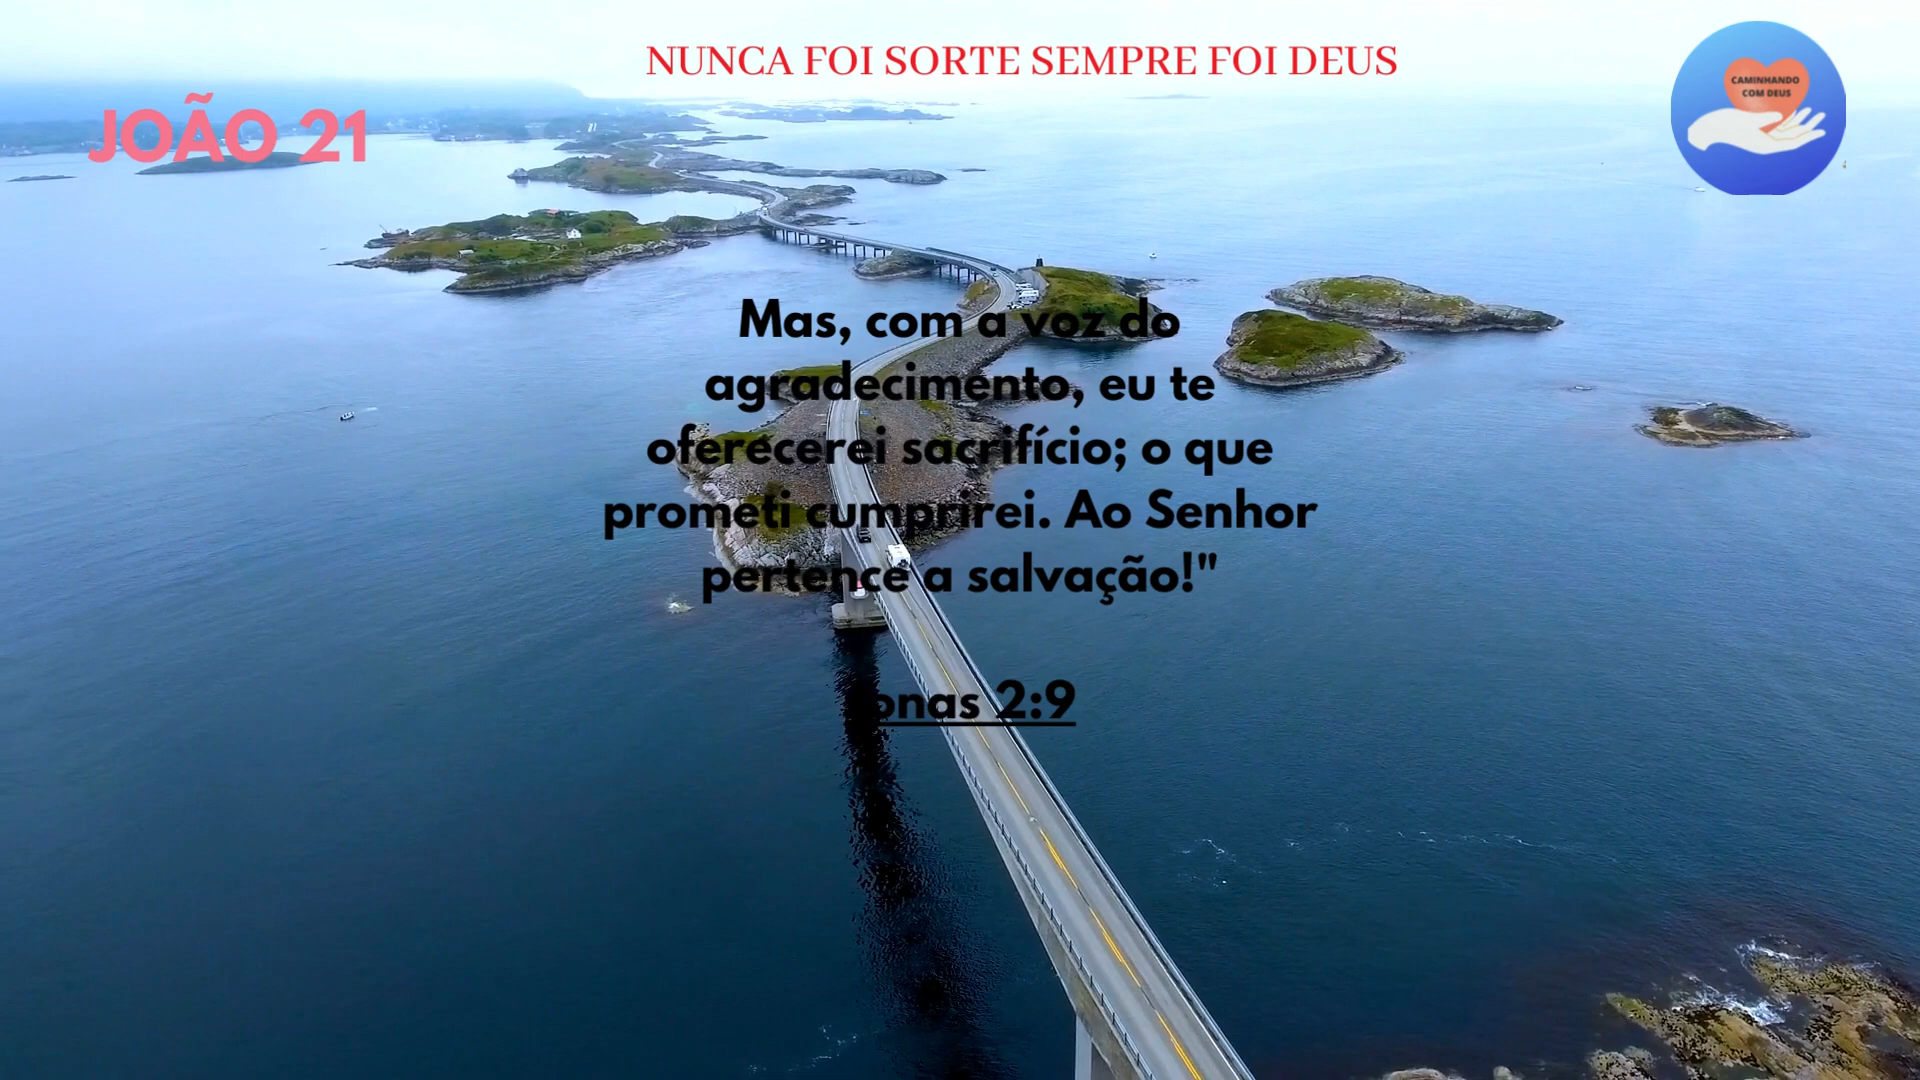 NUNCA FOI SORTE SEMPRE FOI DEUS
JOÃO 21
CAMINHANDO
COM DEUS
Mas, com a voz do
agradecimento, eu te
oferecerei sacrifício; o que
prometi cumprirei. Ao Senhor
pertence a salvação!"
Jonas 2:9